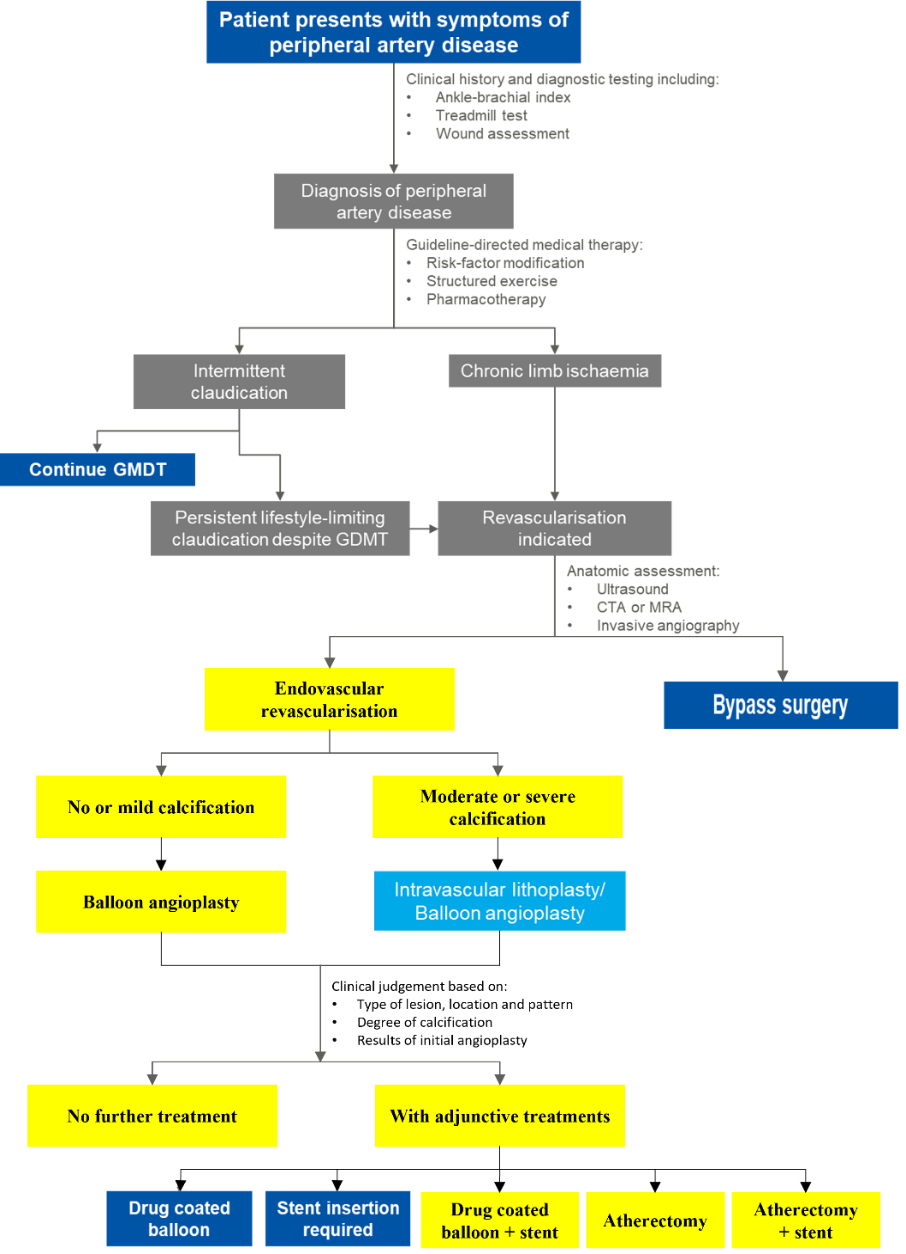 Patient presents with symptoms of
peripheral artery disease
Clinical history and diagnostic testing including:
• Ankle-brachial index
• Treadmill test
• Wound assessment
Diagnosis of peripheral
artery disease
Guideline-directed medical therapy:
• Risk-factor modification
• Structured exercise
• Pharmacotherapy
Intermittent
claudication
Chronic limb ischaemia
Continue GMDT
Persistent lifestyle-limiting
claudication despite GDMT
Revascularisation
indicated
Anatomic assessment:
• Ultrasound
• CTA or MRA
• Invasive angiography
Endovascular
revascularisation
Bypass surgery
No or mild calcification
Moderate or severe
calcification
Balloon angioplasty
Intravascular lithoplasty/
Balloon angioplasty
Clinical judgement based on:
• Type of lesion, location and pattern
• Degree of calcification
• Results of initial angioplasty
No further treatment
With adjunctive treatments
Drug coated
balloon
Stent insertion
required
Drug coated
balloon + stent
Atherectomy
Atherectomy
+ stent